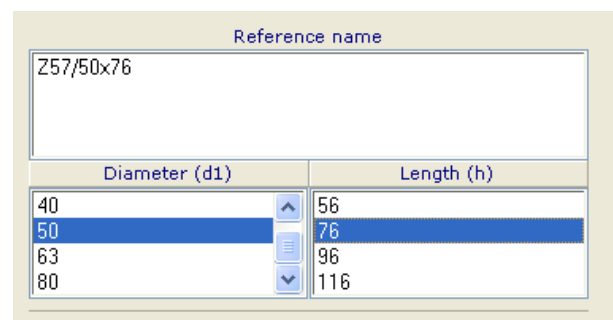 Reference name
Z57/50x76
Diameter (d1) Length (h)
40 56
50 76
63 96
80 116